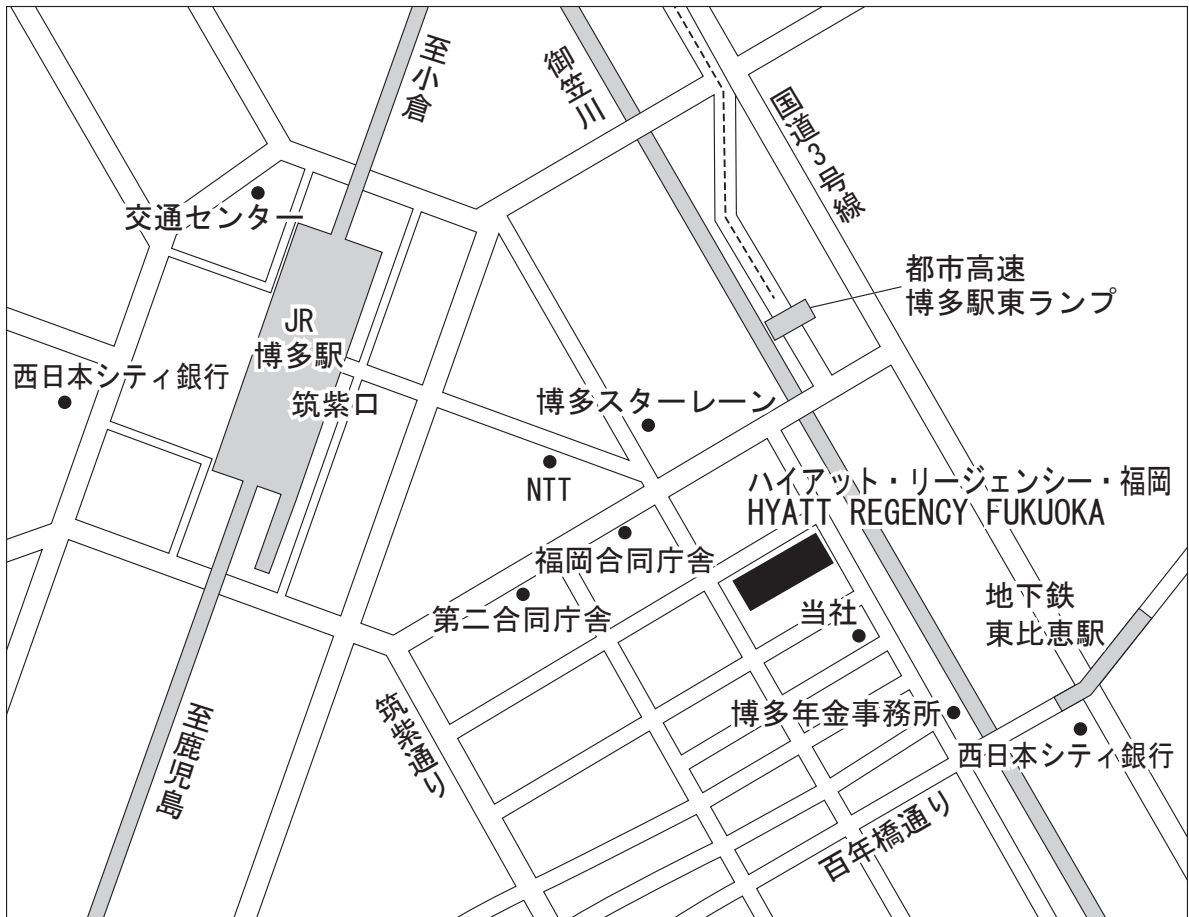 至小倉
御笠川
国道3号線
交通センター
都市高速
博多駅東ランプ
JR
博多駅
西日本シティ銀行
筑紫口
博多スターレーン
NTT
ハイアット・リージェンシー・福岡
HYATT REGENCY FUKUOKA
福岡合同庁舎
第二合同庁舎
当社
地下鉄
東比恵駅
至鹿児島
筑紫通り
博多年金事務所
西日本シティ銀行
百年橋通り